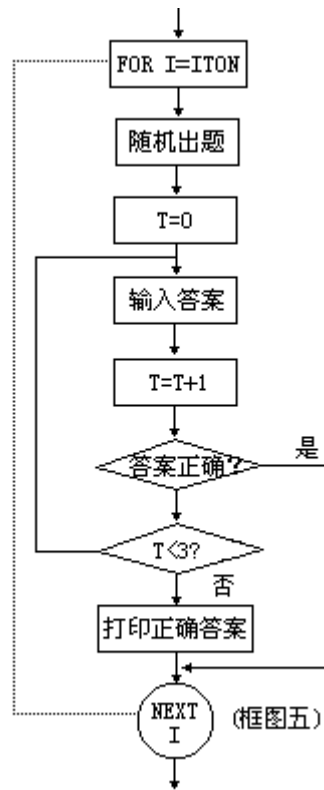 FOR I=ITON
随机出题
T=0
输入答案
T=T+1
答案正确?
是
T<3?
否
打印正确答案
NEXT
I
(框图五)